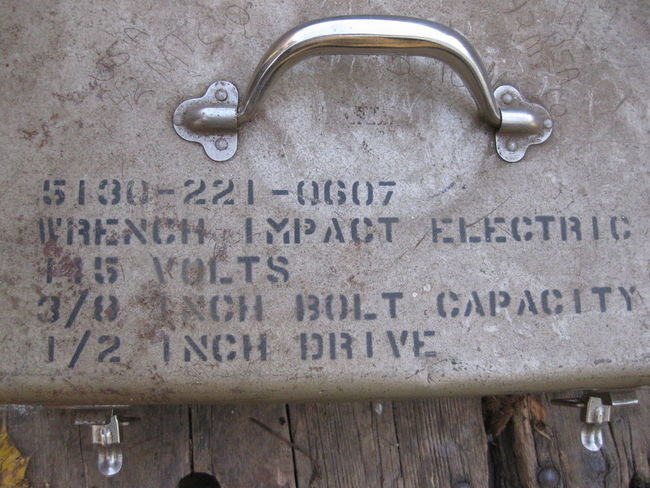 5130-221-0607
WRENCH IMPACT ELECTRIC
115 VOLTS
3/8 INCH BOLT CAPACITY
1/2 INCH DRIVE